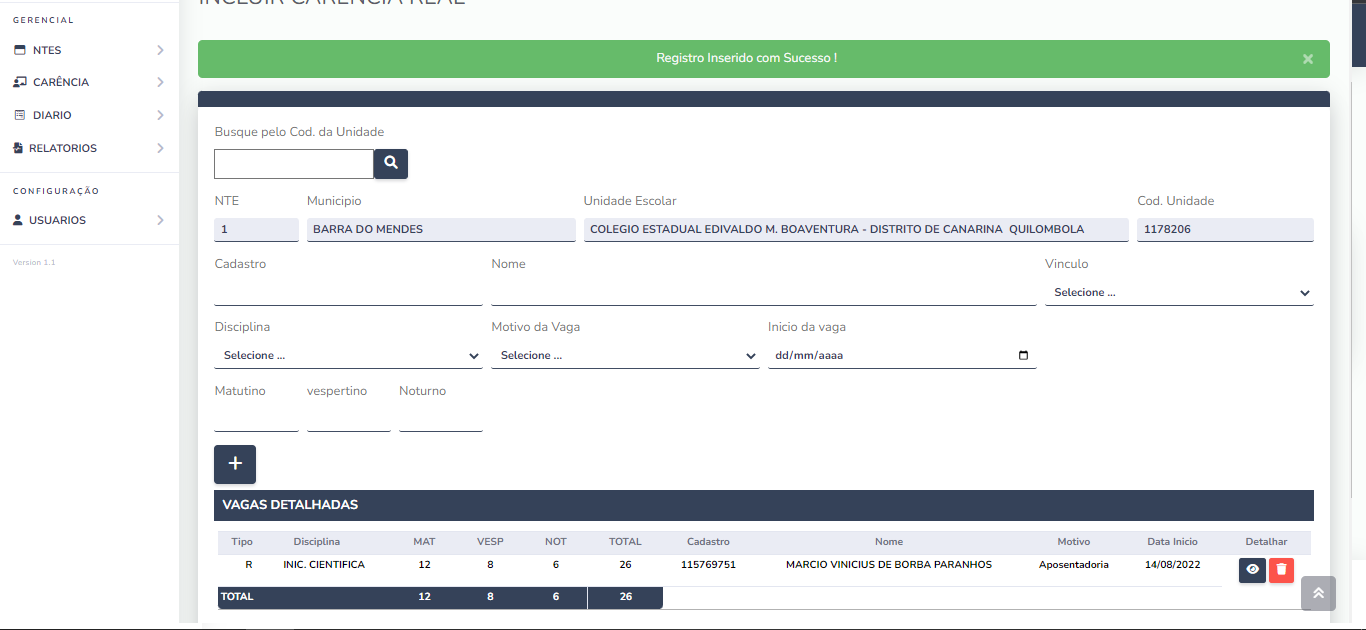 INCLUIR CARENCIA REAL
GERENCIAL
NTES
CARÊNCIA
DIARIO
RELATORIOS
CONFIGURAÇÃO
USUARIOS
Version 1.1
Registro Inserido com Sucesso !
×
Busque pelo Cod. da Unidade
NTE Municipio Unidade Escolar Cod. Unidade
1 BARRA DO MENDES COLEGIO ESTADUAL EDIVALDO M. BOAVENTURA - DISTRITO DE CANARINA QUILOMBOLA 1178206
Cadastro Nome Vinculo
Selecione ...
Disciplina Motivo da Vaga Inicio da vaga
Selecione ... Selecione ... dd/mm/aaaa
Matutino vespertino Noturno
+
VAGAS DETALHADAS
Tipo Disciplina MAT VESP NOT TOTAL Cadastro Nome Motivo Data Inicio Detalhar
R INIC. CIENTIFICA 12 8 6 26 115769751 MARCIO VINICIUS DE BORBA PARANHOS Aposentadoria 14/08/2022
TOTAL 12 8 6 26